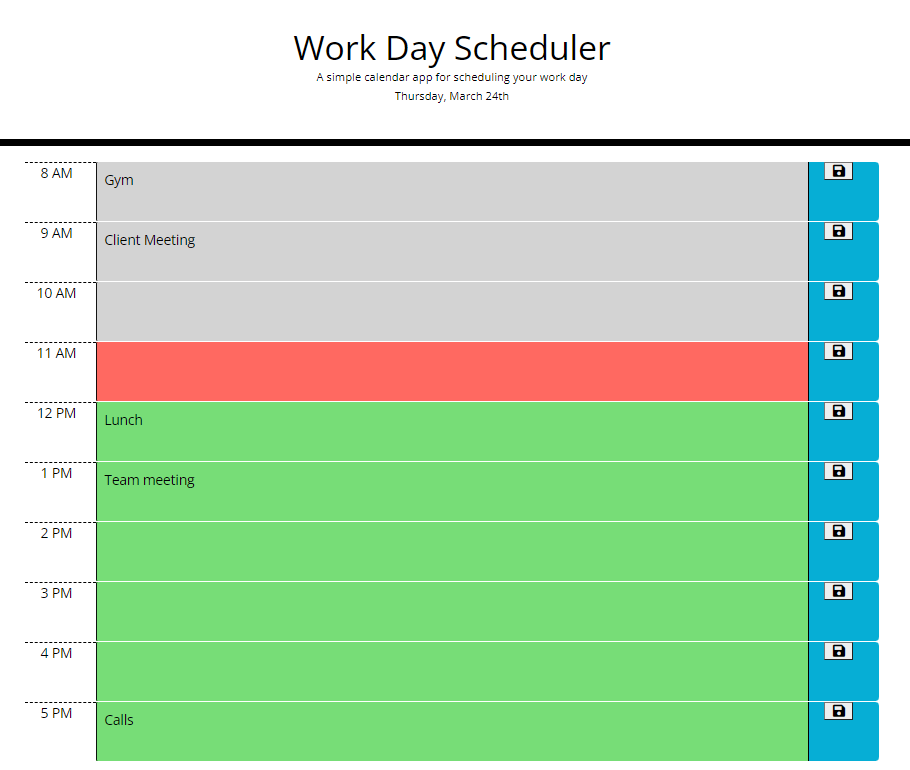 Work Day Scheduler
A simple calendar app for scheduling your work day
Thursday, March 24th
8 AM
Gym
9 AM
Client Meeting
10 AM
11 AM
12 PM
Lunch
1 PM
Team meeting
2 PM
3 PM
4 PM
5 PM
Calls